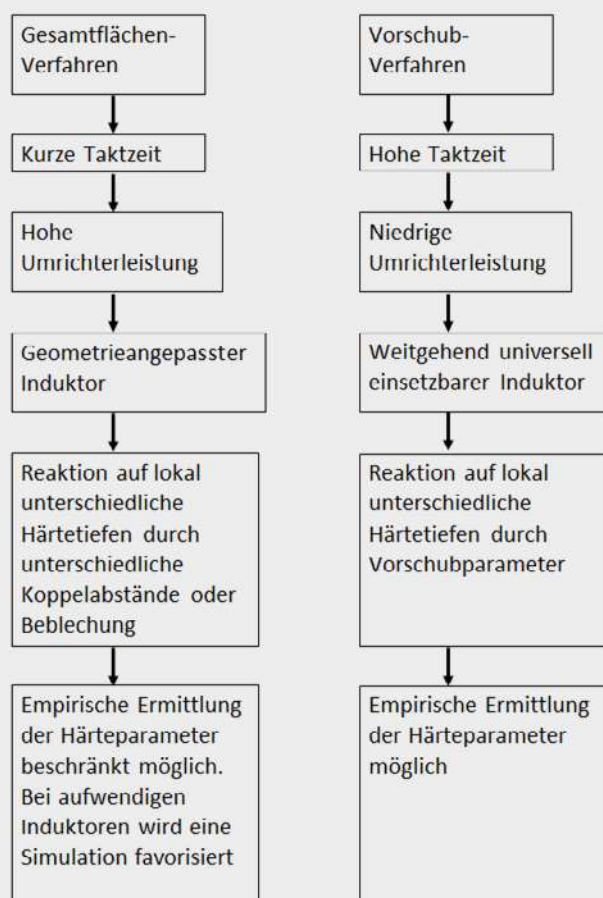 Gesamtflächen-
Verfahren
Kurze Taktzeit
Hohe
Umrichterleistung
Geometrieangepasster
Induktor
Reaktion auf lokal
unterschiedliche
Härtetiefen durch
unterschiedliche
Koppelabstände oder
Beblechung
Empirische Ermittlung
der Härteparameter
beschränkt möglich.
Bei aufwendigen
Induktoren wird eine
Simulation favorisiert
Vorschub-
Verfahren
Hohe Taktzeit
Niedrige
Umrichterleistung
Weitgehend universell
einsetzbarer Induktor
Reaktion auf lokal
unterschiedliche
Härtetiefen durch
Vorschubparameter
Empirische Ermittlung
der Härteparameter
möglich